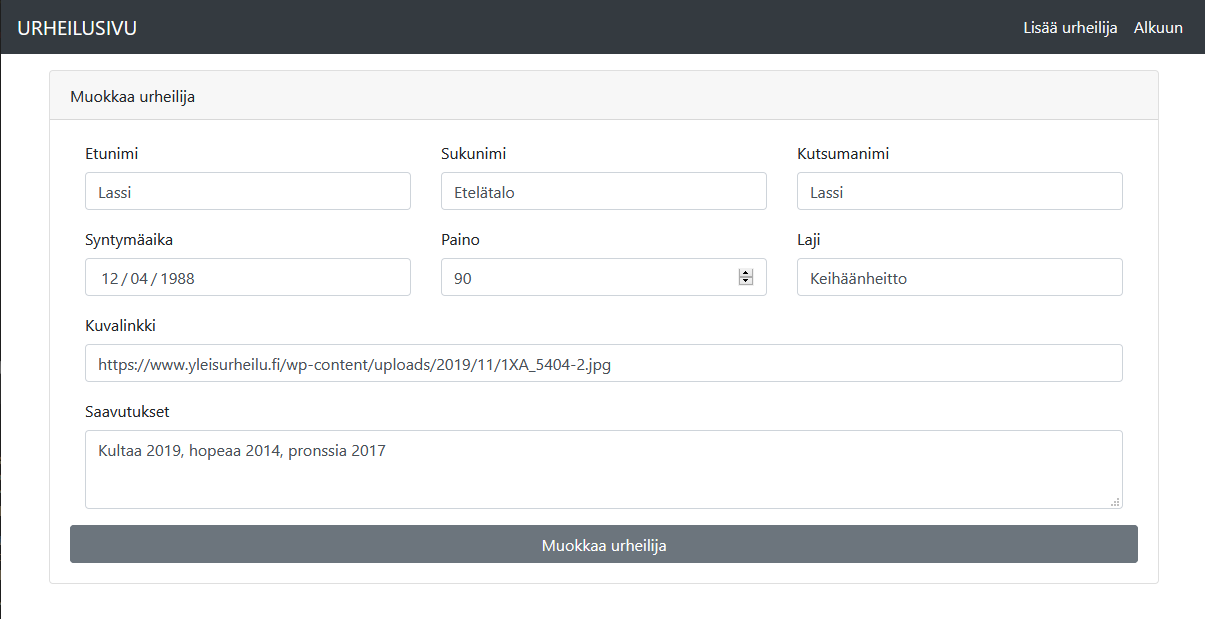 URHEILUSIVU
Lisää urheilija Alkuun
Muokkaa urheilija
Etunimi Sukunimi Kutsumanimi
Lassi Etelätalo Lassi
Syntymäaika Paino Laji
12 / 04 / 1988 90 Keihäänheitto
Kuvalinkki
https://www.yleisurheilu.fi/wp-content/uploads/2019/11/1XA_5404-2.jpg
Saavutukset
Kultaa 2019, hopeaa 2014, pronssia 2017
Muokkaa urheilija